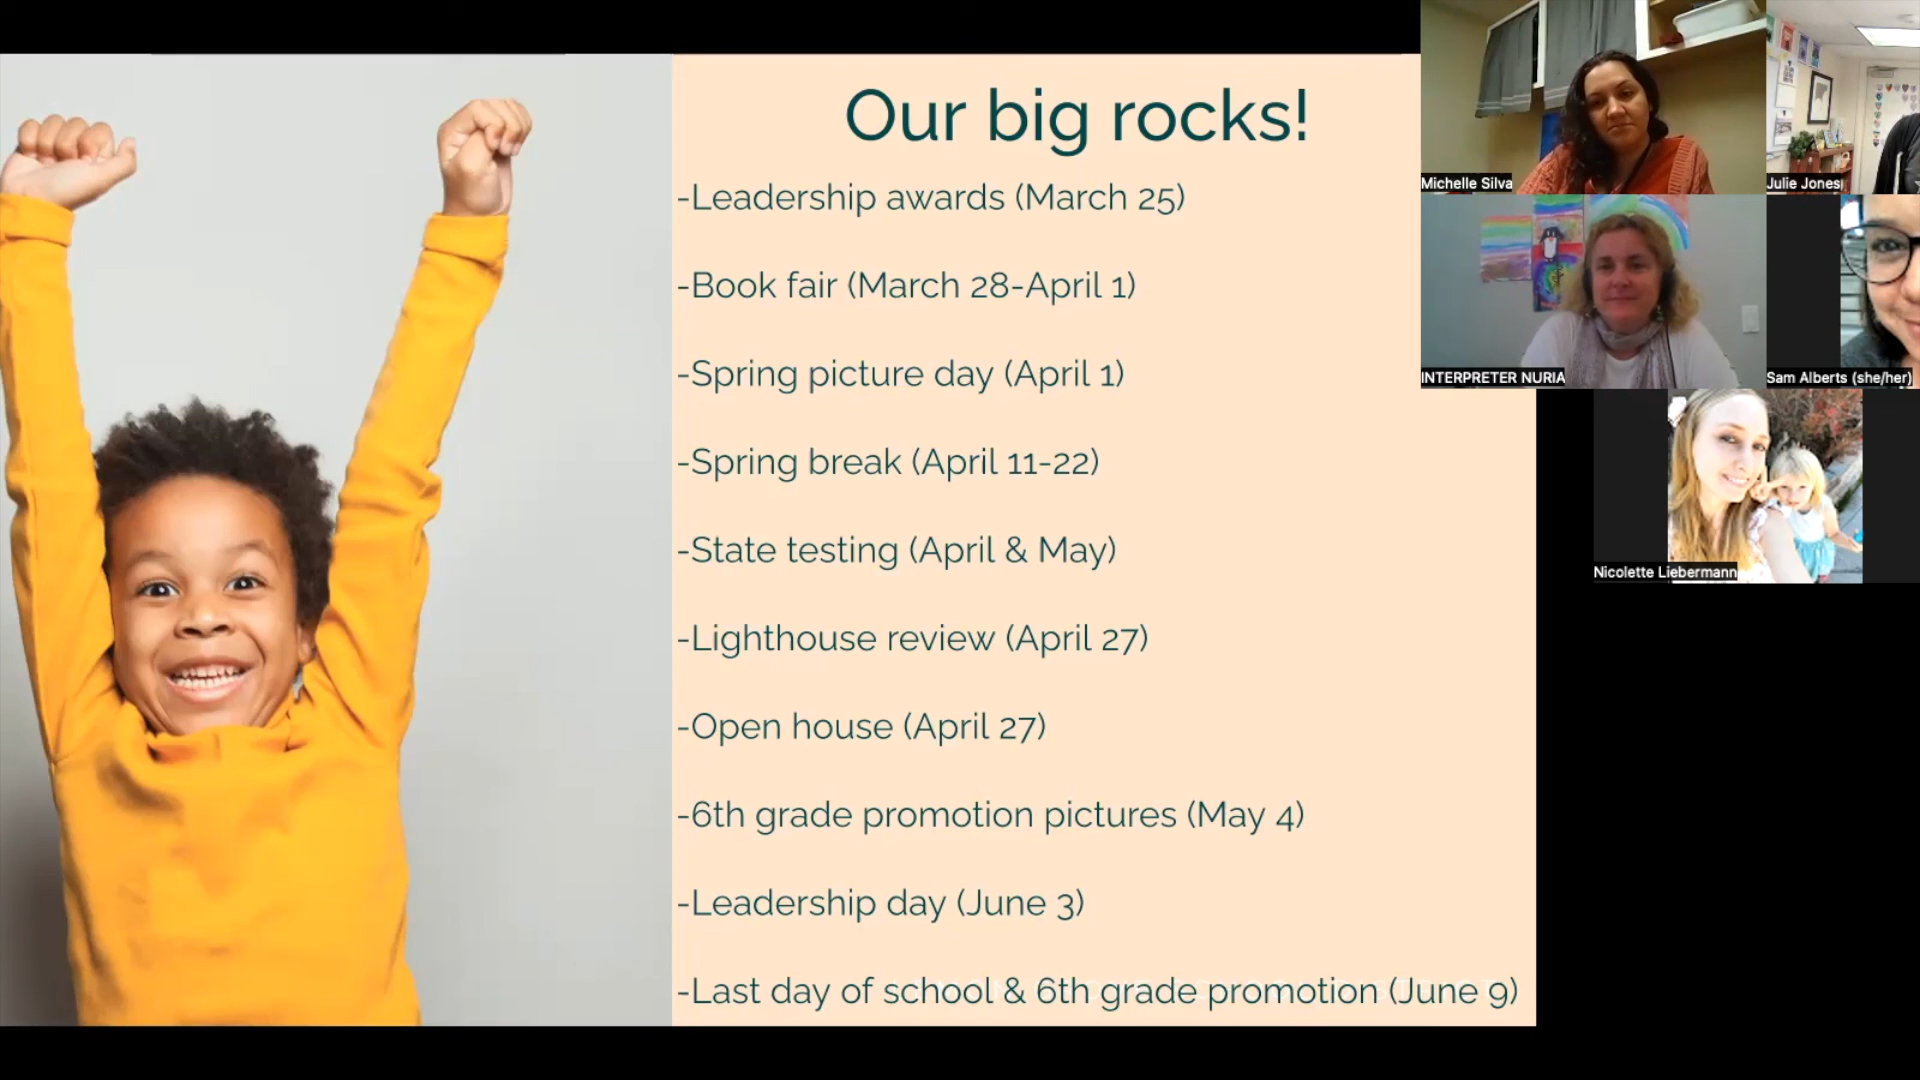 Our big rocks!
-Leadership awards (March 25)
-Book fair (March 28-April 1)
-Spring picture day (April 1)
-Spring break (April 11-22)
-State testing (April & May)
-Lighthouse review (April 27)
-Open house (April 27)
-6th grade promotion pictures (May 4)
-Leadership day (June 3)
-Last day of school & 6th grade promotion (June 9)
Michelle Silva
Julie Jones
INTERPRETER NURIA
Sam Alberts (she/her)
Nicolette Liebermann